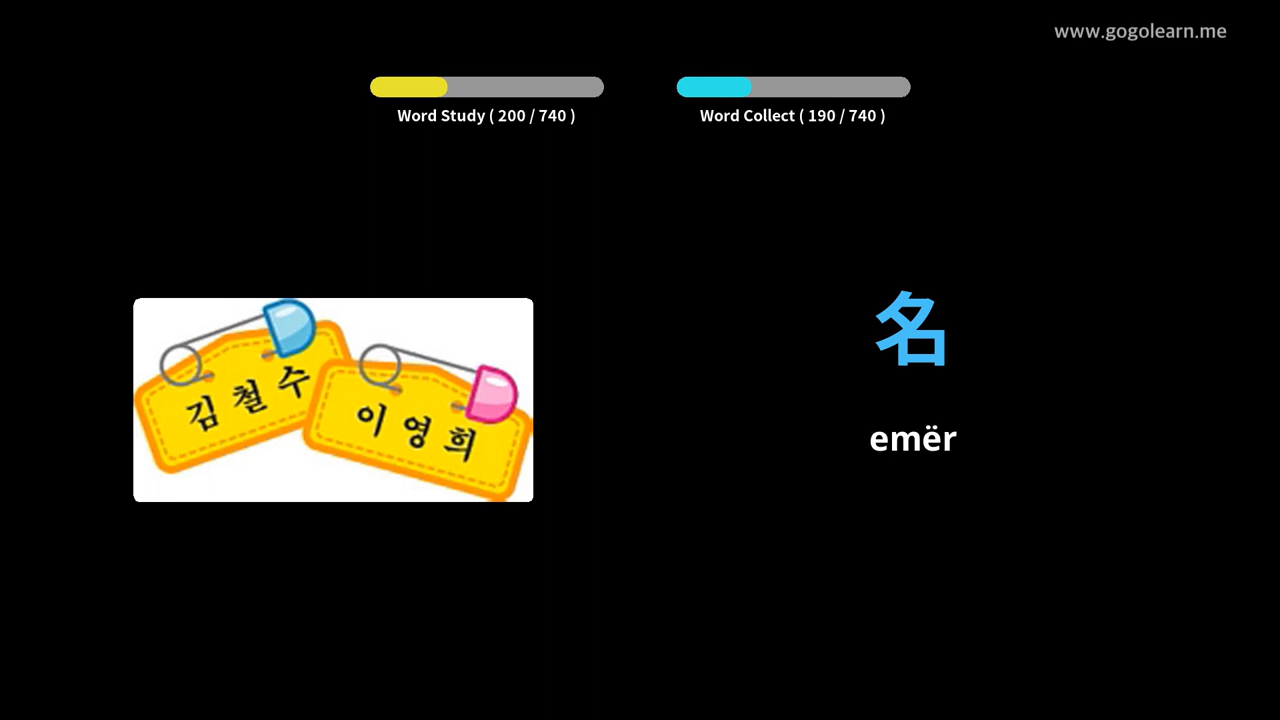 www.gogolearn.me
Word Study ( 200 / 740 )
Word Collect ( 190 / 740 )
김철수
이영희
名
emër